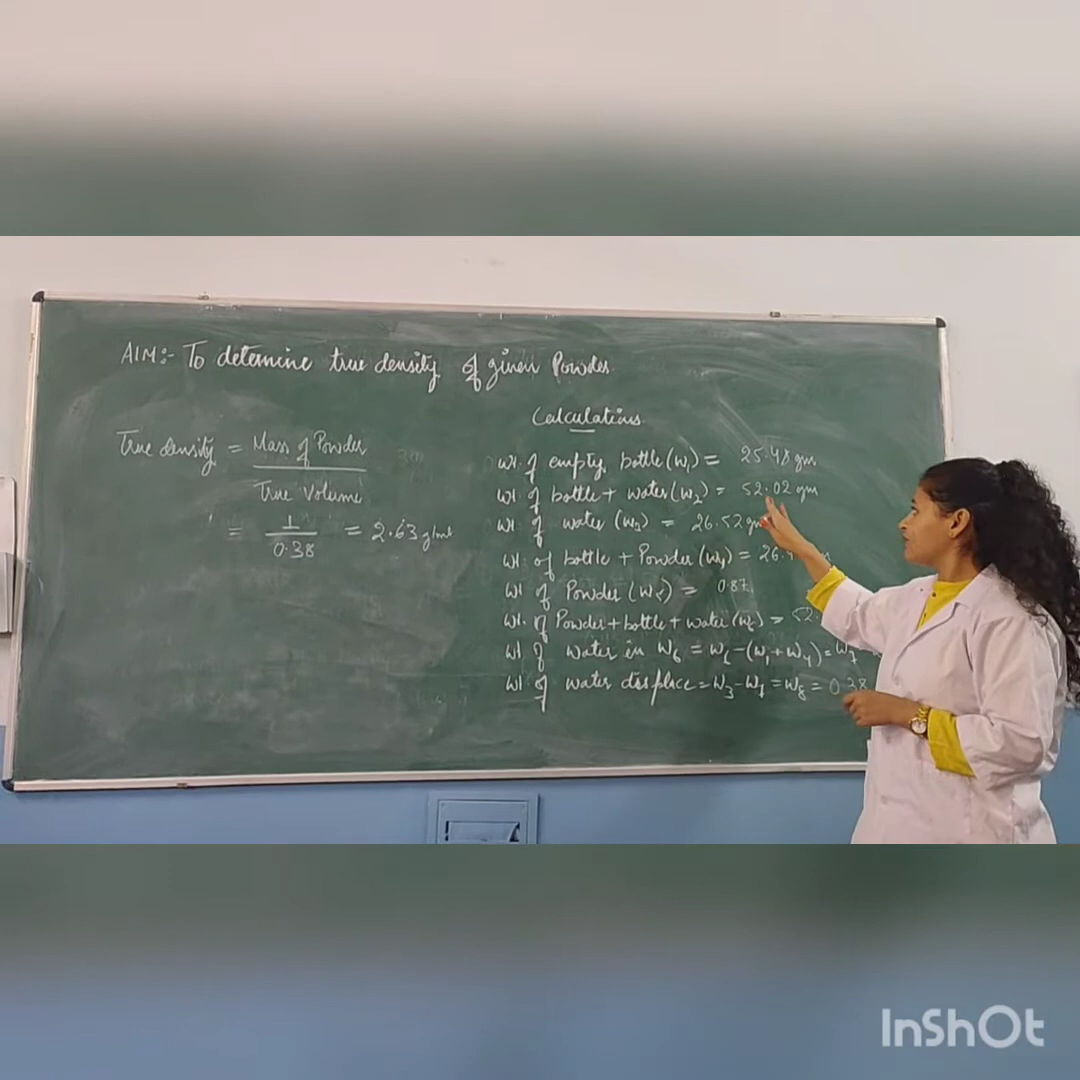 AIM:- To determine true density of given Powder.
True density = Mass of Powder
True Volume
= 1
0.38
= 2.63 g/ml
Calculations
wt. of empty bottle (w1) = 25.48 gm
wt. of bottle + water (w2) = 52.02 gm
wt. of water (w3) = 26.52 gm
wt. of bottle + Powder (w4) = 26.
wt. of Powder (w5) = 0.87
wt. of Powder + bottle + water (w6) = 52.
wt of water in w6 = w6 - (w1 + w4) = w7
wt of water displace = w3 - w7 = w8 = 0.38
InShOt